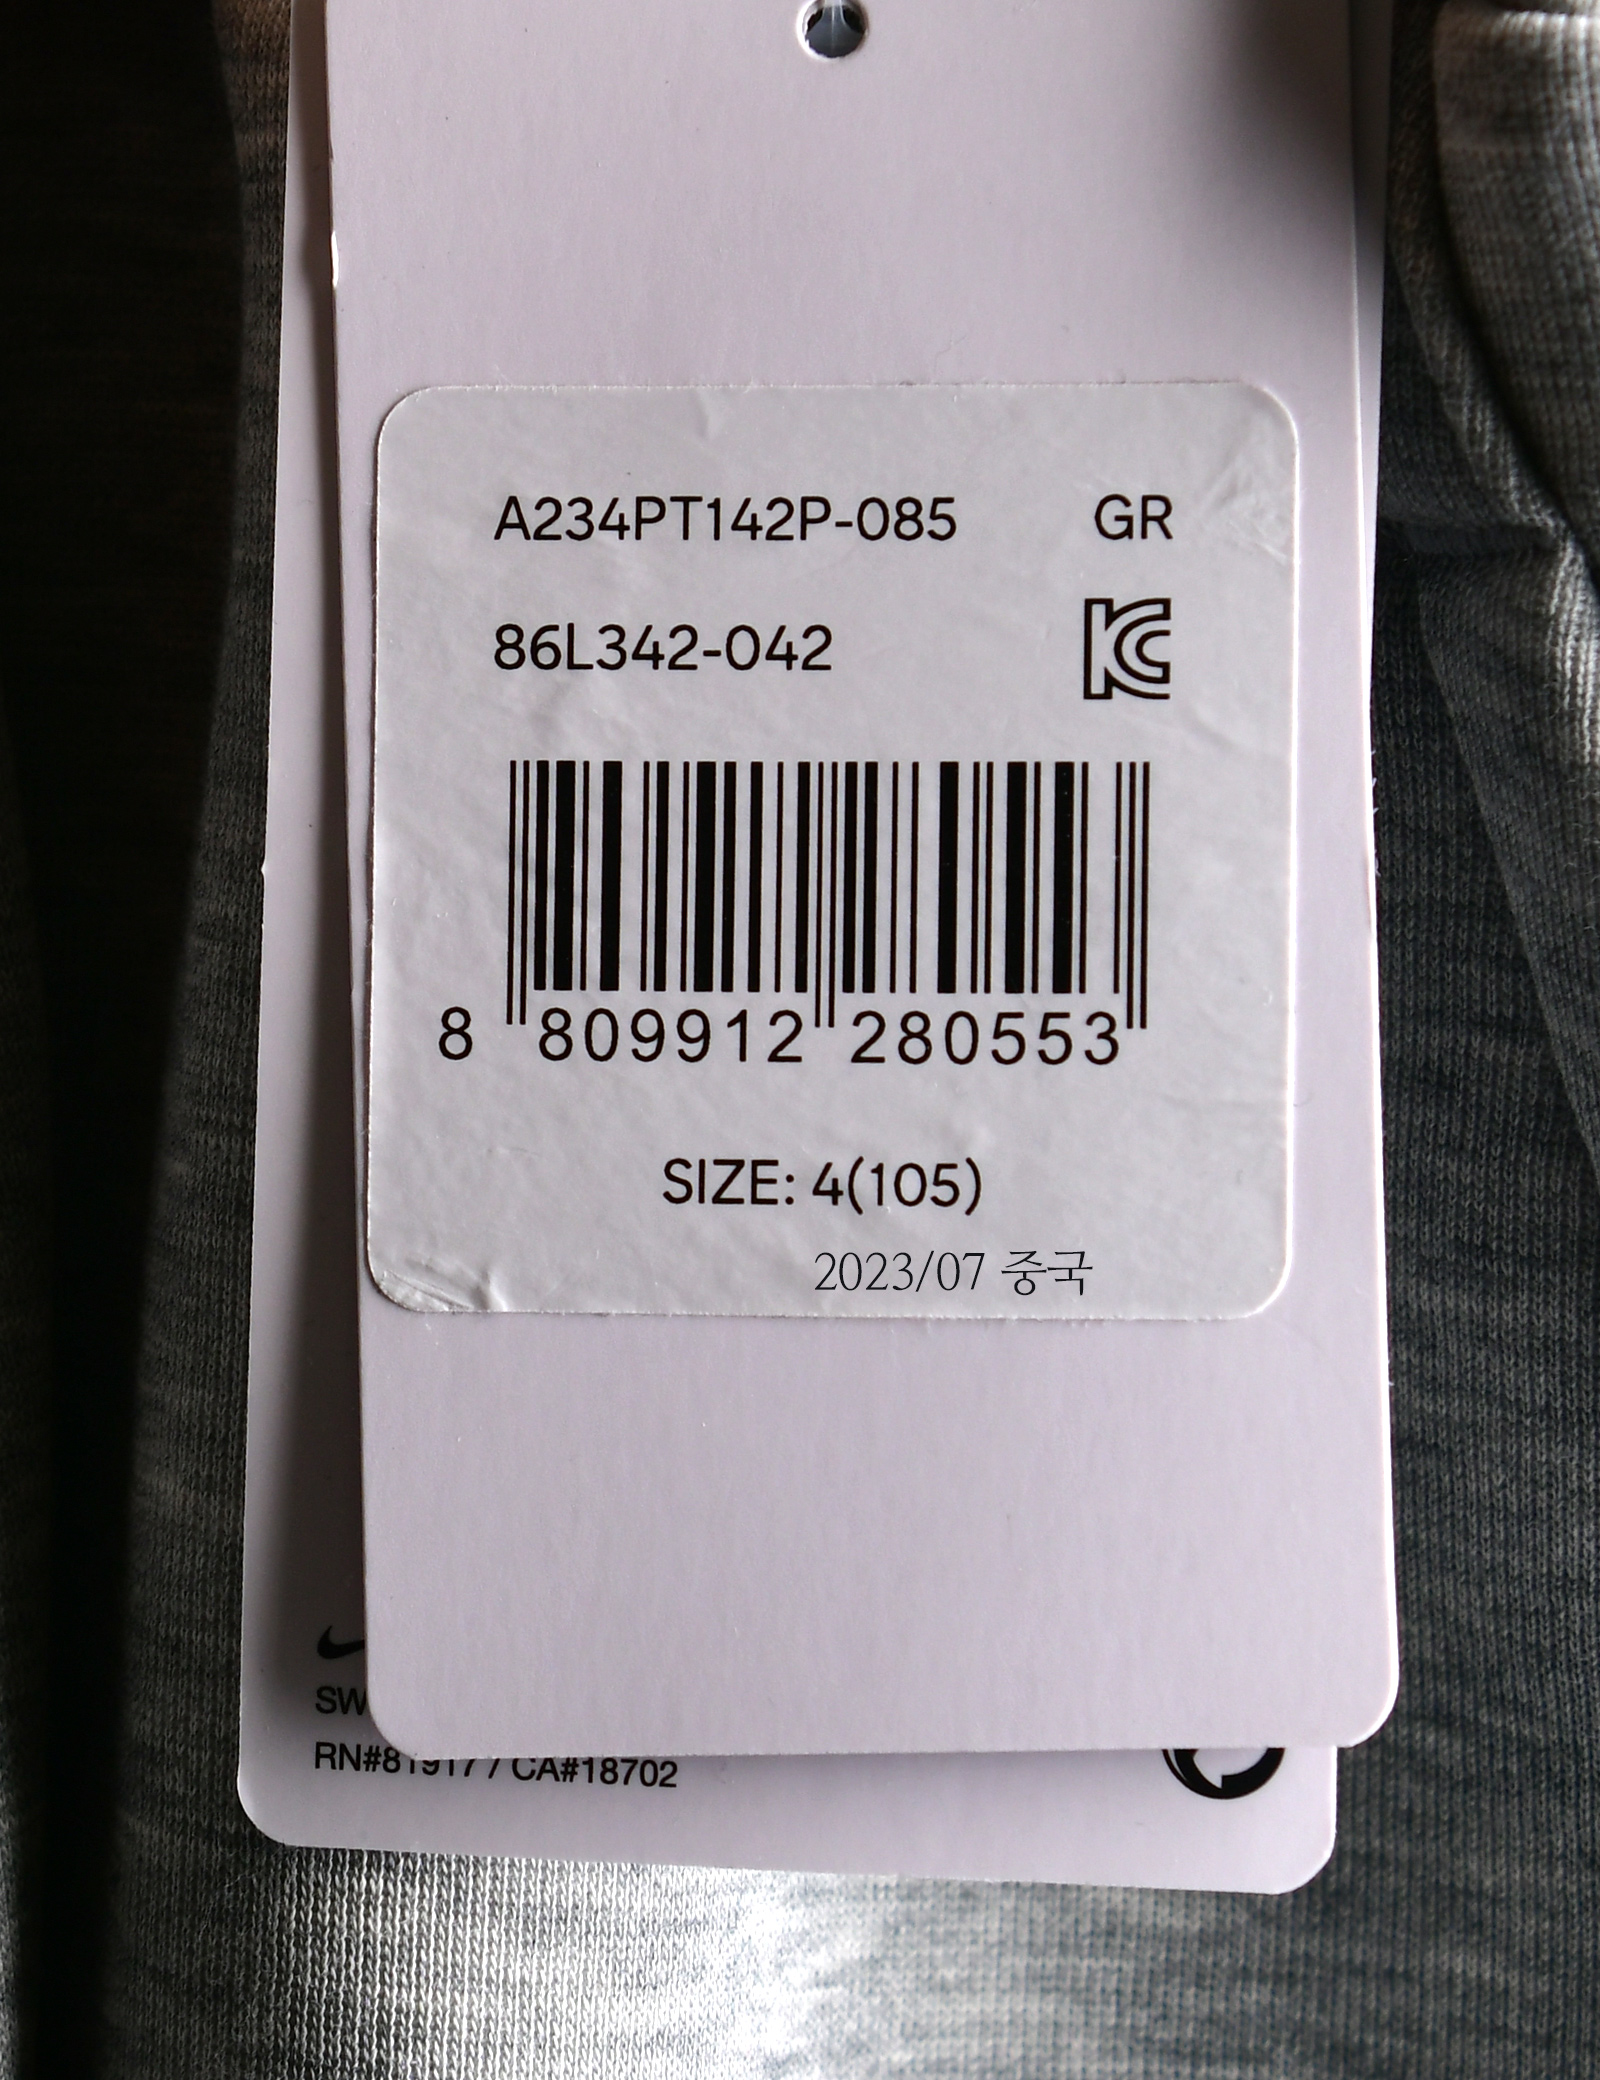 A234PT142P-085 GR
86L342-042
KC
8 809912 280553
SIZE: 4(105)
2023/07 중국
RN#81917 / CA#18702